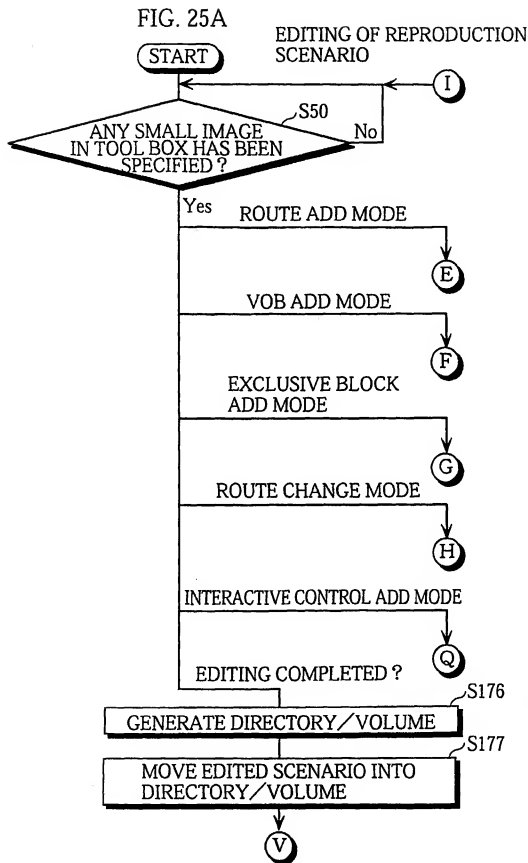 FIG. 25A
EDITING OF REPRODUCTION
SCENARIO
START
I
S50
ANY SMALL IMAGE
IN TOOL BOX HAS BEEN
SPECIFIED ?
No
Yes
ROUTE ADD MODE
E
VOB ADD MODE
F
EXCLUSIVE BLOCK
ADD MODE
G
ROUTE CHANGE MODE
H
INTERACTIVE CONTROL ADD MODE
Q
EDITING COMPLETED ?
S176
GENERATE DIRECTORY/VOLUME
S177
MOVE EDITED SCENARIO INTO
DIRECTORY/VOLUME
V